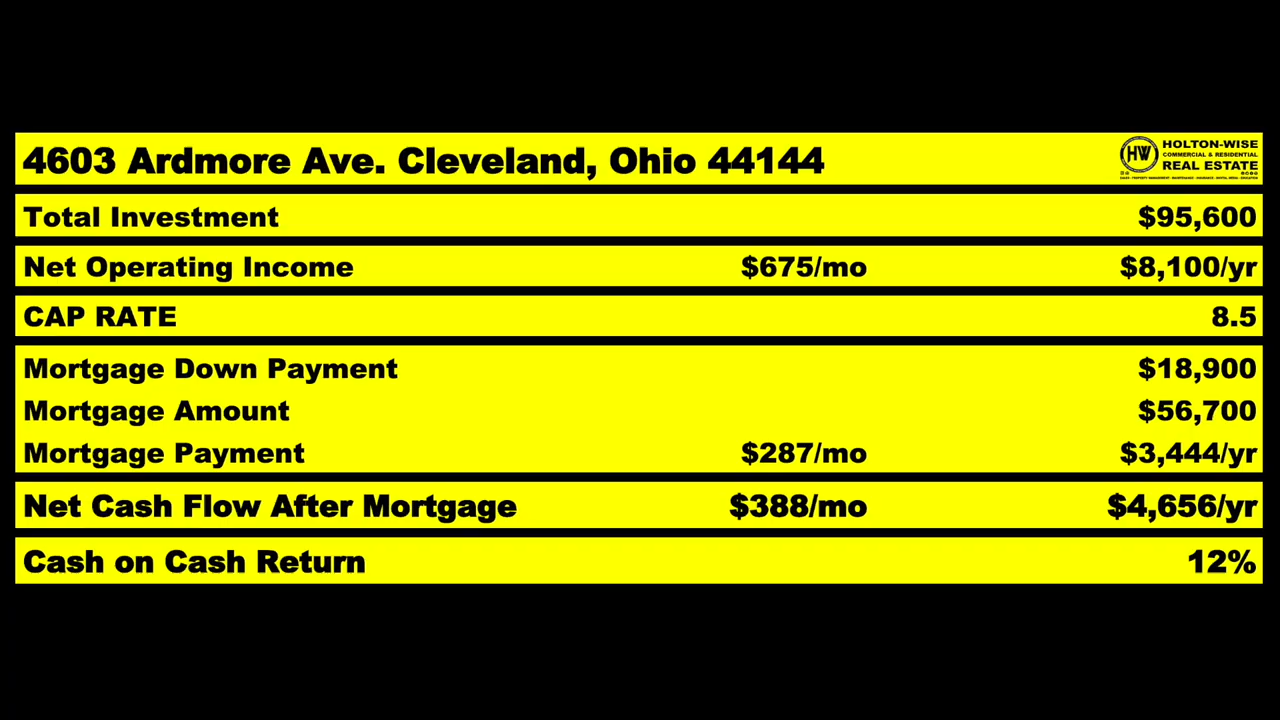 4603 Ardmore Ave. Cleveland, Ohio 44144
HW
HOLTON-WISE
COMMERCIAL & RESIDENTIAL
REAL ESTATE
Total Investment $95,600
Net Operating Income $675/mo $8,100/yr
CAP RATE 8.5
Mortgage Down Payment $18,900
Mortgage Amount $56,700
Mortgage Payment $287/mo $3,444/yr
Net Cash Flow After Mortgage $388/mo $4,656/yr
Cash on Cash Return 12%